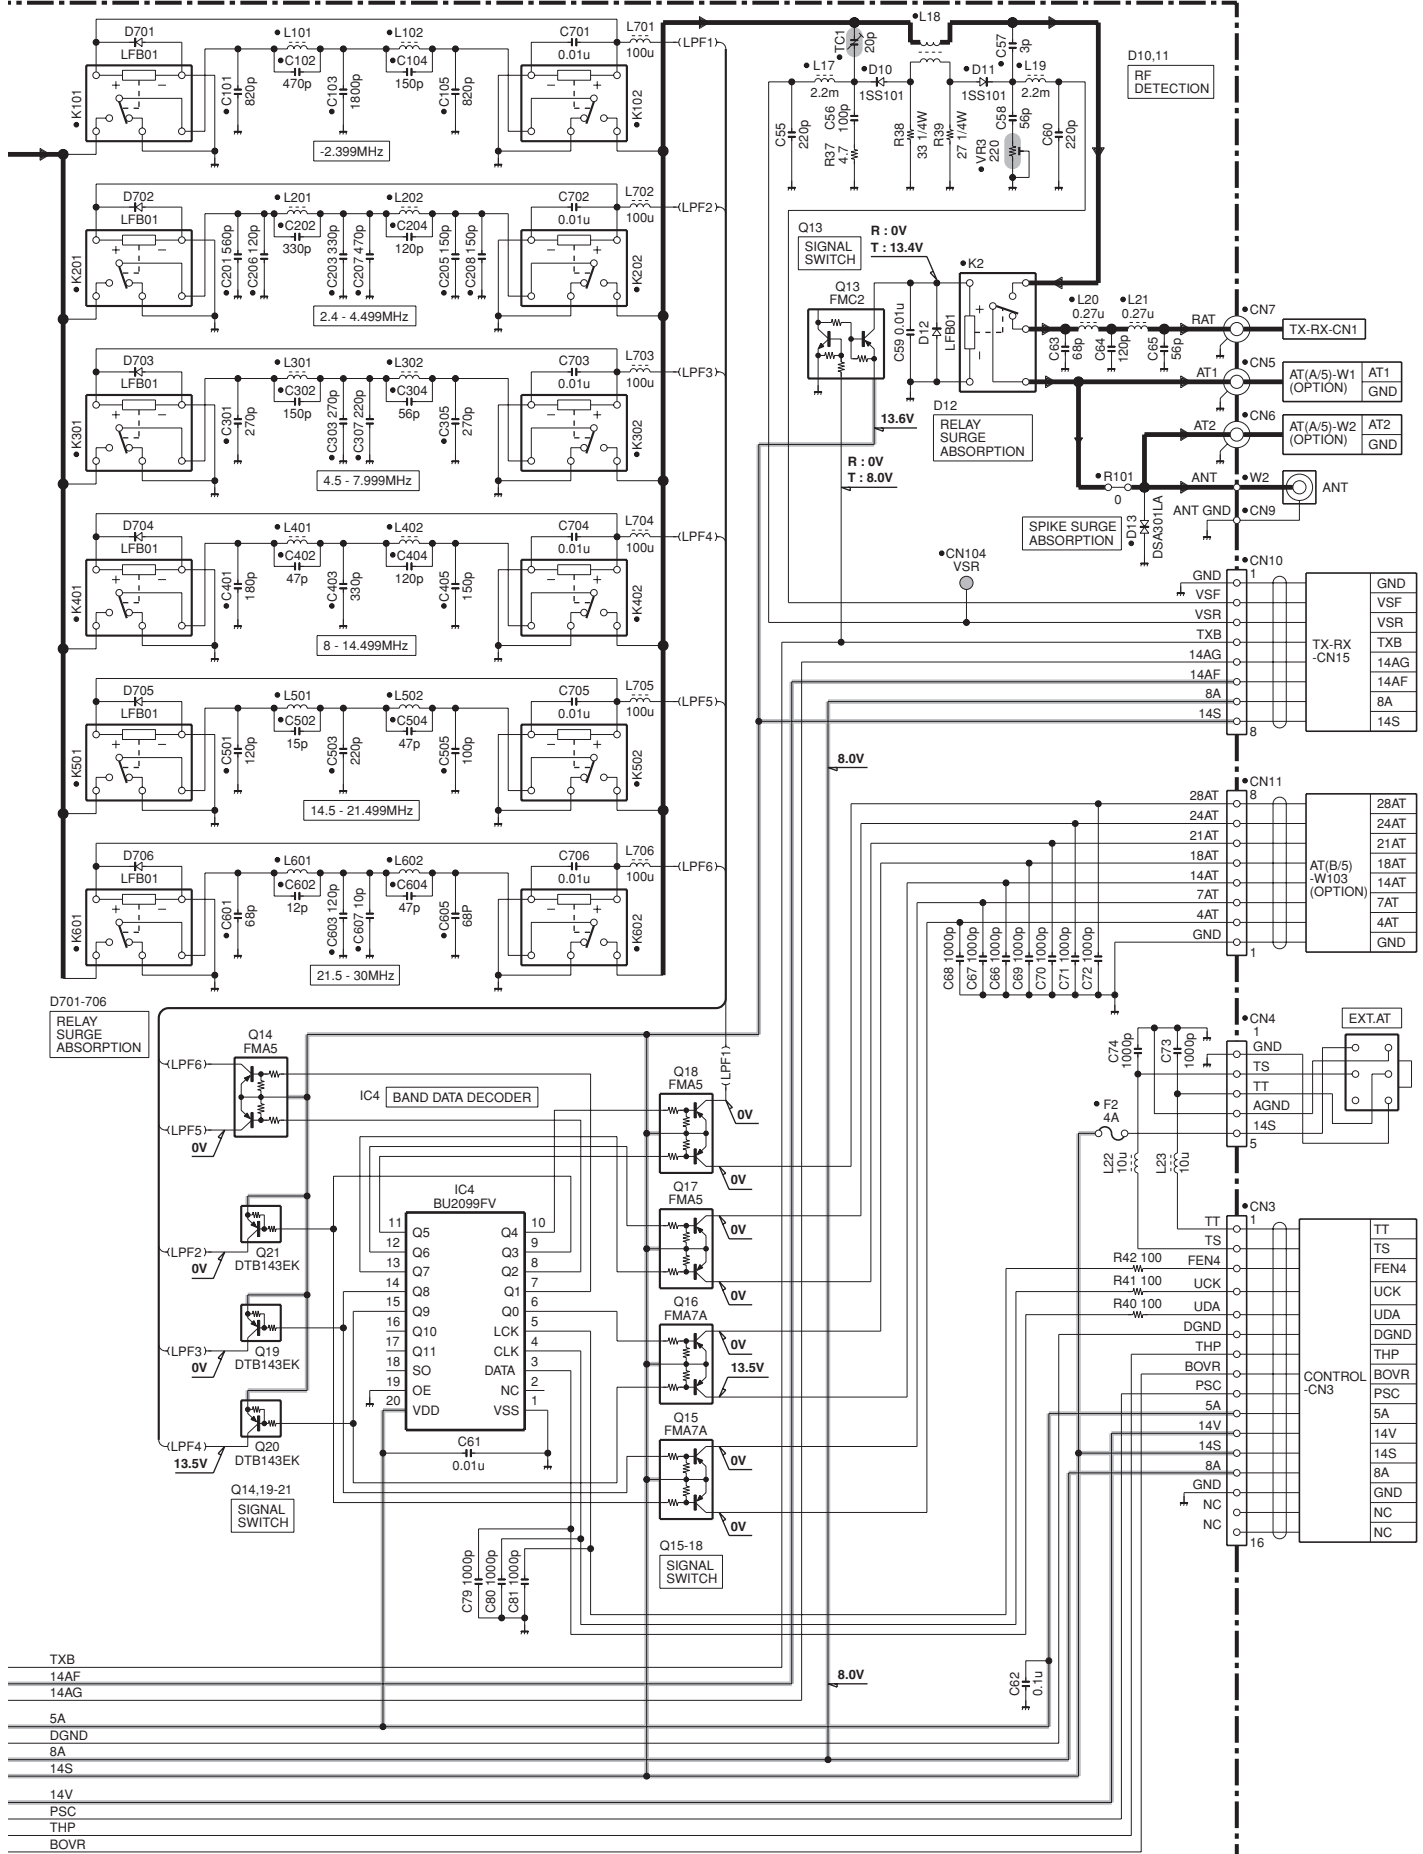 D701
LFB01
K101
C101 820p
L101
C102
470p
C103 1800p
L102
C104
150p
C105 820p
C701
0.01u
K102
L701
100u
(LPF1)
-2.399MHz
D702
LFB01
K201
C201 560p
C206 120p
L201
C202
330p
C203 330p
C207 470p
L202
C204
120p
C205 150p
C208 150p
C702
0.01u
K202
L702
100u
(LPF2)
2.4 - 4.499MHz
D703
LFB01
K301
C301 270p
L301
C302
150p
C303 270p
C307 220p
L302
C304
56p
C305 270p
C703
0.01u
K302
L703
100u
(LPF3)
4.5 - 7.999MHz
D704
LFB01
K401
C401 180p
L401
C402
47p
C403 330p
L402
C404
120p
C405 150p
C704
0.01u
K402
L704
100u
(LPF4)
8 - 14.499MHz
D705
LFB01
K501
C501 120p
L501
C502
15p
C503 220p
L502
C504
47p
C505 100p
C705
0.01u
K502
L705
100u
(LPF5)
14.5 - 21.499MHz
D706
LFB01
K601
C601 68p
L601
C602
12p
C603 120p
C607 10p
L602
C604
47p
C605 68P
C706
0.01u
K602
L706
100u
(LPF6)
21.5 - 30MHz
L18
TC1 20p
C57 3p
L17
2.2m
D10
1SS101
D11
1SS101
L19
2.2m
C55 220p
C56 100p
R37 4.7
R38 33 1/4W
R39 27 1/4W
C58 56p
VR3 220
C60 220p
D10,11
RF
DETECTION
Q13
SIGNAL
SWITCH
R : 0V
T : 13.4V
Q13
FMC2
C59 0.01u
D12 LFB01
K2
13.6V
R : 0V
T : 8.0V
D12
RELAY
SURGE
ABSORPTION
L20
0.27u
L21
0.27u
C63 68p
C64 120p
C65 56p
RAT
CN7
TX-RX-CN1
AT1
CN5
AT(A/5)-W1
(OPTION)
AT1
GND
AT2
CN6
AT(A/5)-W2
(OPTION)
AT2
GND
R101
0
ANT
W2
ANT
ANT GND
CN9
D13 DSA301LA
SPIKE SURGE
ABSORPTION
CN104
VSR
CN10
1
GND
VSF
VSR
TXB
14AG
14AF
8A
14S
8
TX-RX
-CN15
GND
VSF
VSR
TXB
14AG
14AF
8A
14S
8.0V
CN11
8
28AT
24AT
21AT
18AT
14AT
7AT
4AT
GND
1
AT(B/5)
-W103
(OPTION)
28AT
24AT
21AT
18AT
14AT
7AT
4AT
GND
C68 1000p
C67 1000p
C66 1000p
C69 1000p
C70 1000p
C71 1000p
C72 1000p
D701-706
RELAY
SURGE
ABSORPTION
Q14
FMA5
(LPF6)
(LPF5)
0V
(LPF1)
IC4
BAND DATA DECODER
Q18
FMA5
0V
0V
C74 1000p
C73 1000p
CN4
1
GND
TS
TT
AGND
14S
5
EXT.AT
F2
4A
L22 10u
L23 10u
(LPF2)
0V
Q21
DTB143EK
(LPF3)
0V
Q19
DTB143EK
(LPF4)
13.5V
Q20
DTB143EK
Q14,19-21
SIGNAL
SWITCH
IC4
BU2099FV
11 Q5 Q4 10
12 Q6 Q3 9
13 Q7 Q2 8
14 Q8 Q1 7
15 Q9 Q0 6
16 Q10 LCK 5
17 Q11 CLK 4
18 SO DATA 3
19 OE NC 2
20 VDD VSS 1
C61
0.01u
Q17
FMA5
0V
0V
Q16
FMA7A
0V
13.5V
Q15
FMA7A
0V
0V
Q15-18
SIGNAL
SWITCH
C79 1000p
C80 1000p
C81 1000p
CN3
1
TT
TS
R42 100 FEN4
R41 100 UCK
R40 100 UDA
DGND
THP
BOVR
PSC
5A
14V
14S
8A
GND
NC
NC
16
CONTROL
-CN3
TT
TS
FEN4
UCK
UDA
DGND
THP
BOVR
PSC
5A
14V
14S
8A
GND
NC
NC
C62 0.1u
8.0V
TXB
14AF
14AG
5A
DGND
8A
14S
14V
PSC
THP
BOVR